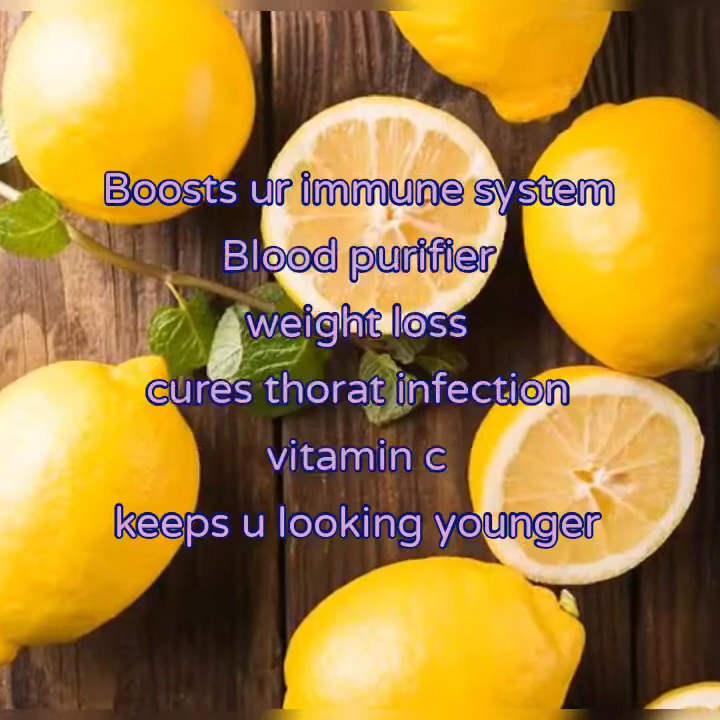 Boosts ur immune system
Blood purifier
weight loss
cures thorat infection
vitamin c
keeps u looking younger